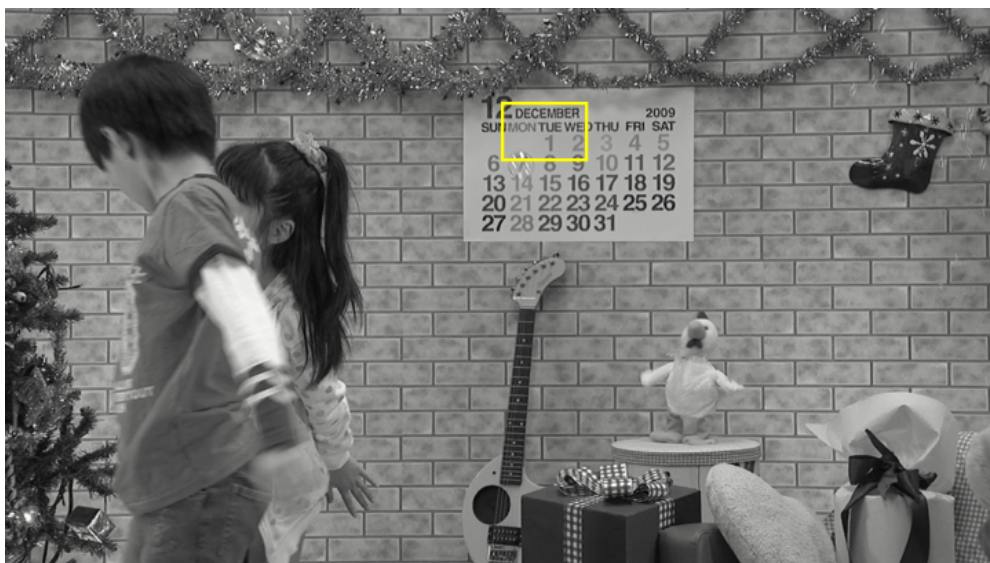 12 DECEMBER 2009
SUN MON TUE WED THU FRI SAT
1 2 3 4 5
6 7 8 9 10 11 12
13 14 15 16 17 18 19
20 21 22 23 24 25 26
27 28 29 30 31